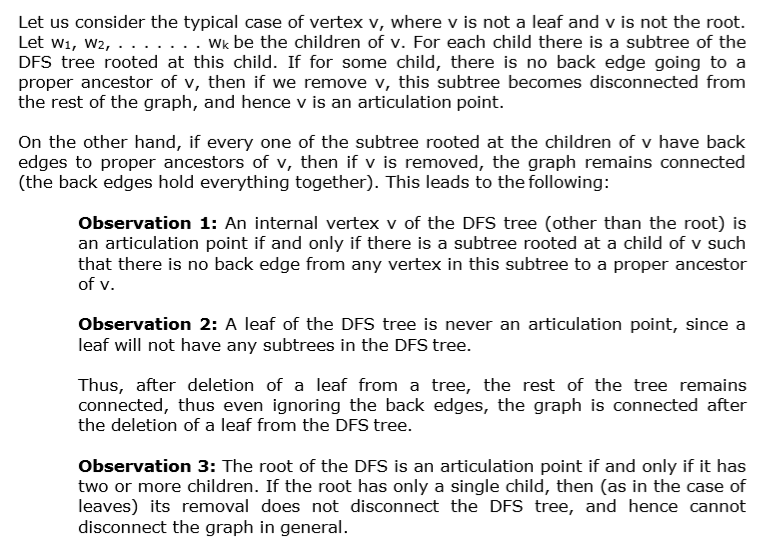 Let us consider the typical case of vertex v, where v is not a leaf and v is not the root.
Let w₁, w₂, . . . . . . . wₖ be the children of v. For each child there is a subtree of the
DFS tree rooted at this child. If for some child, there is no back edge going to a
proper ancestor of v, then if we remove v, this subtree becomes disconnected from
the rest of the graph, and hence v is an articulation point.
On the other hand, if every one of the subtree rooted at the children of v have back
edges to proper ancestors of v, then if v is removed, the graph remains connected
(the back edges hold everything together). This leads to the following:
Observation 1: An internal vertex v of the DFS tree (other than the root) is
an articulation point if and only if there is a subtree rooted at a child of v such
that there is no back edge from any vertex in this subtree to a proper ancestor
of v.
Observation 2: A leaf of the DFS tree is never an articulation point, since a
leaf will not have any subtrees in the DFS tree.
Thus, after deletion of a leaf from a tree, the rest of the tree remains
connected, thus even ignoring the back edges, the graph is connected after
the deletion of a leaf from the DFS tree.
Observation 3: The root of the DFS is an articulation point if and only if it has
two or more children. If the root has only a single child, then (as in the case of
leaves) its removal does not disconnect the DFS tree, and hence cannot
disconnect the graph in general.